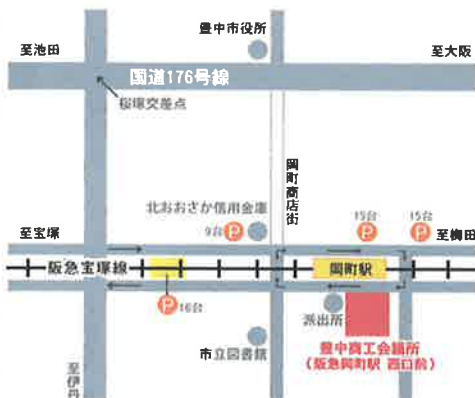 豊中市役所
至池田
至大阪
国道176号線
桜塚交差点
岡町商店街
北おおさか信用金庫
9台 P
15台
P
15台
P
至宝塚
至梅田
阪急宝塚線
岡町駅
P 16台
派出所
市立図書館
豊中商工会議所
(阪急岡町駅 西口前)
至伊丹